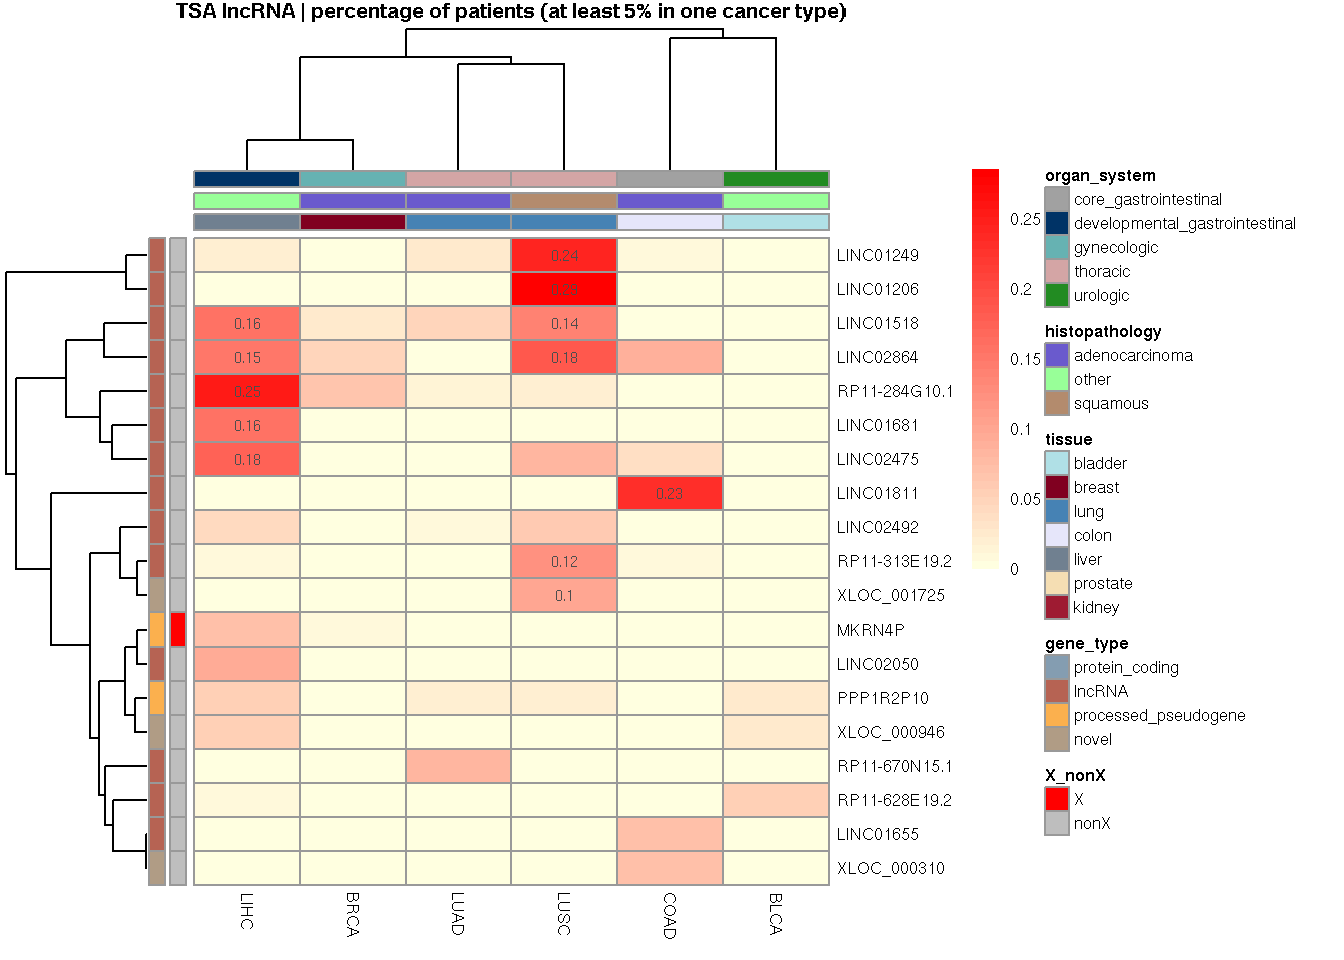 TSA lncRNA | percentage of patients (at least 5% in one cancer type)
0.24 LINC01249
LINC01206
0.16 0.14 LINC01518
0.15 0.18 LINC02864
0.25 RP11-284G10.1
0.16 LINC01681
0.18 LINC02475
0.23 LINC01811
LINC02492
0.12 RP11-313E19.2
0.1 XLOC_001725
MKRN4P
LINC02050
PPP1R2P10
XLOC_000946
RP11-670N15.1
RP11-628E19.2
LINC01655
XLOC_000310
LIHC BRCA LUAD LUSC COAD BLCA
0.25
0.2
0.15
0.1
0.05
0
organ_system
core_gastrointestinal
developmental_gastrointestinal
gynecologic
thoracic
urologic
histopathology
adenocarcinoma
other
squamous
tissue
bladder
breast
lung
colon
liver
prostate
kidney
gene_type
protein_coding
lncRNA
processed_pseudogene
novel
X_nonX
X
nonX